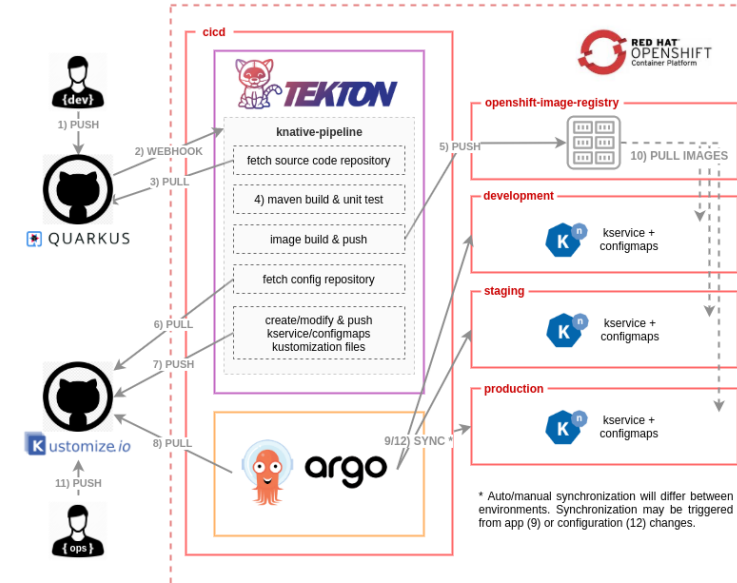 cicd
RED HAT
OPENSHIFT
Container Platform
{dev}
1) PUSH
2) WEBHOOK
3) PULL
QUARKUS
TEKTON
knative-pipeline
fetch source code repository
4) maven build & unit test
image build & push
fetch config repository
create/modify & push
kservice/configmaps
kustomization files
5) PUSH
openshift-image-registry
10) PULL IMAGES
development
K
n
kservice +
configmaps
staging
K
n
kservice +
configmaps
production
K
n
kservice +
configmaps
6) PULL
7) PUSH
8) PULL
Kustomize.io
11) PUSH
{ops}
argo
9/12) SYNC *
* Auto/manual synchronization will differ between
environments. Synchronization may be triggered
from app (9) or configuration (12) changes.